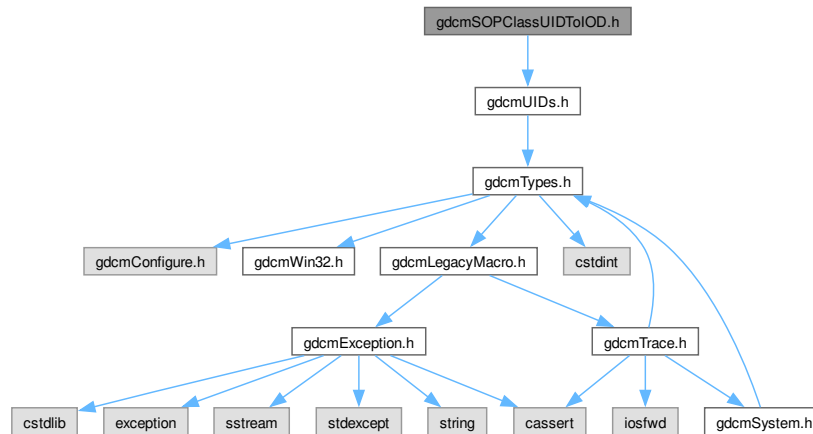 gdcmSOPClassUIDToIOD.h
gdcmUIDs.h
gdcmTypes.h
gdcmConfigure.h
gdcmWin32.h
gdcmLegacyMacro.h
cstdint
gdcmException.h
gdcmTrace.h
cstdlib
exception
sstream
stdexcept
string
cassert
iosfwd
gdcmSystem.h